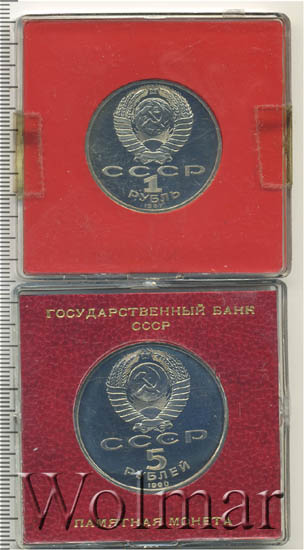 СССР
1
РУБЛЬ
ГОСУДАРСТВЕННЫЙ БАНК
СССР
СССР
5
РУБЛЕЙ
1990
Wolmar
ПАМЯТНАЯ МОНЕТА